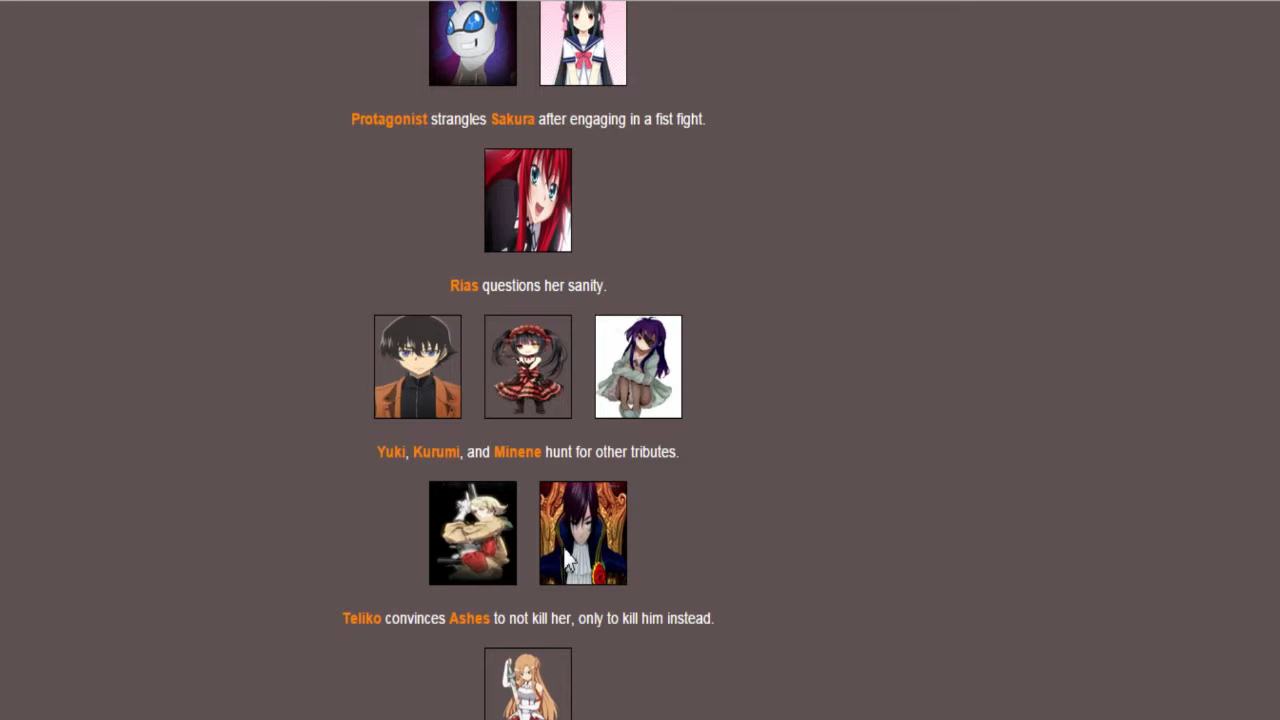 Protagonist strangles Sakura after engaging in a fist fight.
Rias questions her sanity.
Yuki, Kurumi, and Minene hunt for other tributes.
Teliko convinces Ashes to not kill her, only to kill him instead.